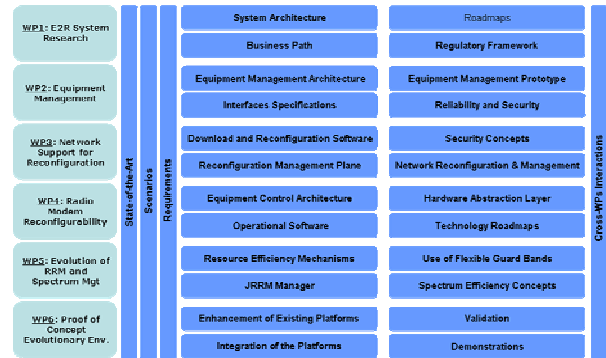 WP1: E2R System
Research
System Architecture
Roadmaps
Business Path
Regulatory Framework
WP2: Equipment
Management
Equipment Management Architecture
Equipment Management Prototype
Interfaces Specifications
Reliability and Security
WP3: Network
Support for
Reconfiguration
Download and Reconfiguration Software
Security Concepts
Reconfiguration Management Plane
Network Reconfiguration & Management
WP4: Radio
Modem
Reconfigurability
Equipment Control Architecture
Hardware Abstraction Layer
Operational Software
Technology Roadmaps
WP5: Evolution of
RRM and
Spectrum Mgt
Resource Efficiency Mechanisms
Use of Flexible Guard Bands
JRRM Manager
Spectrum Efficiency Concepts
WP6: Proof of
Concept
Evolutionary Env.
Enhancement of Existing Platforms
Validation
Integration of the Platforms
Demonstrations
State-of-the-Art
Scenarios
Requirements
Cross-WPs Interactions